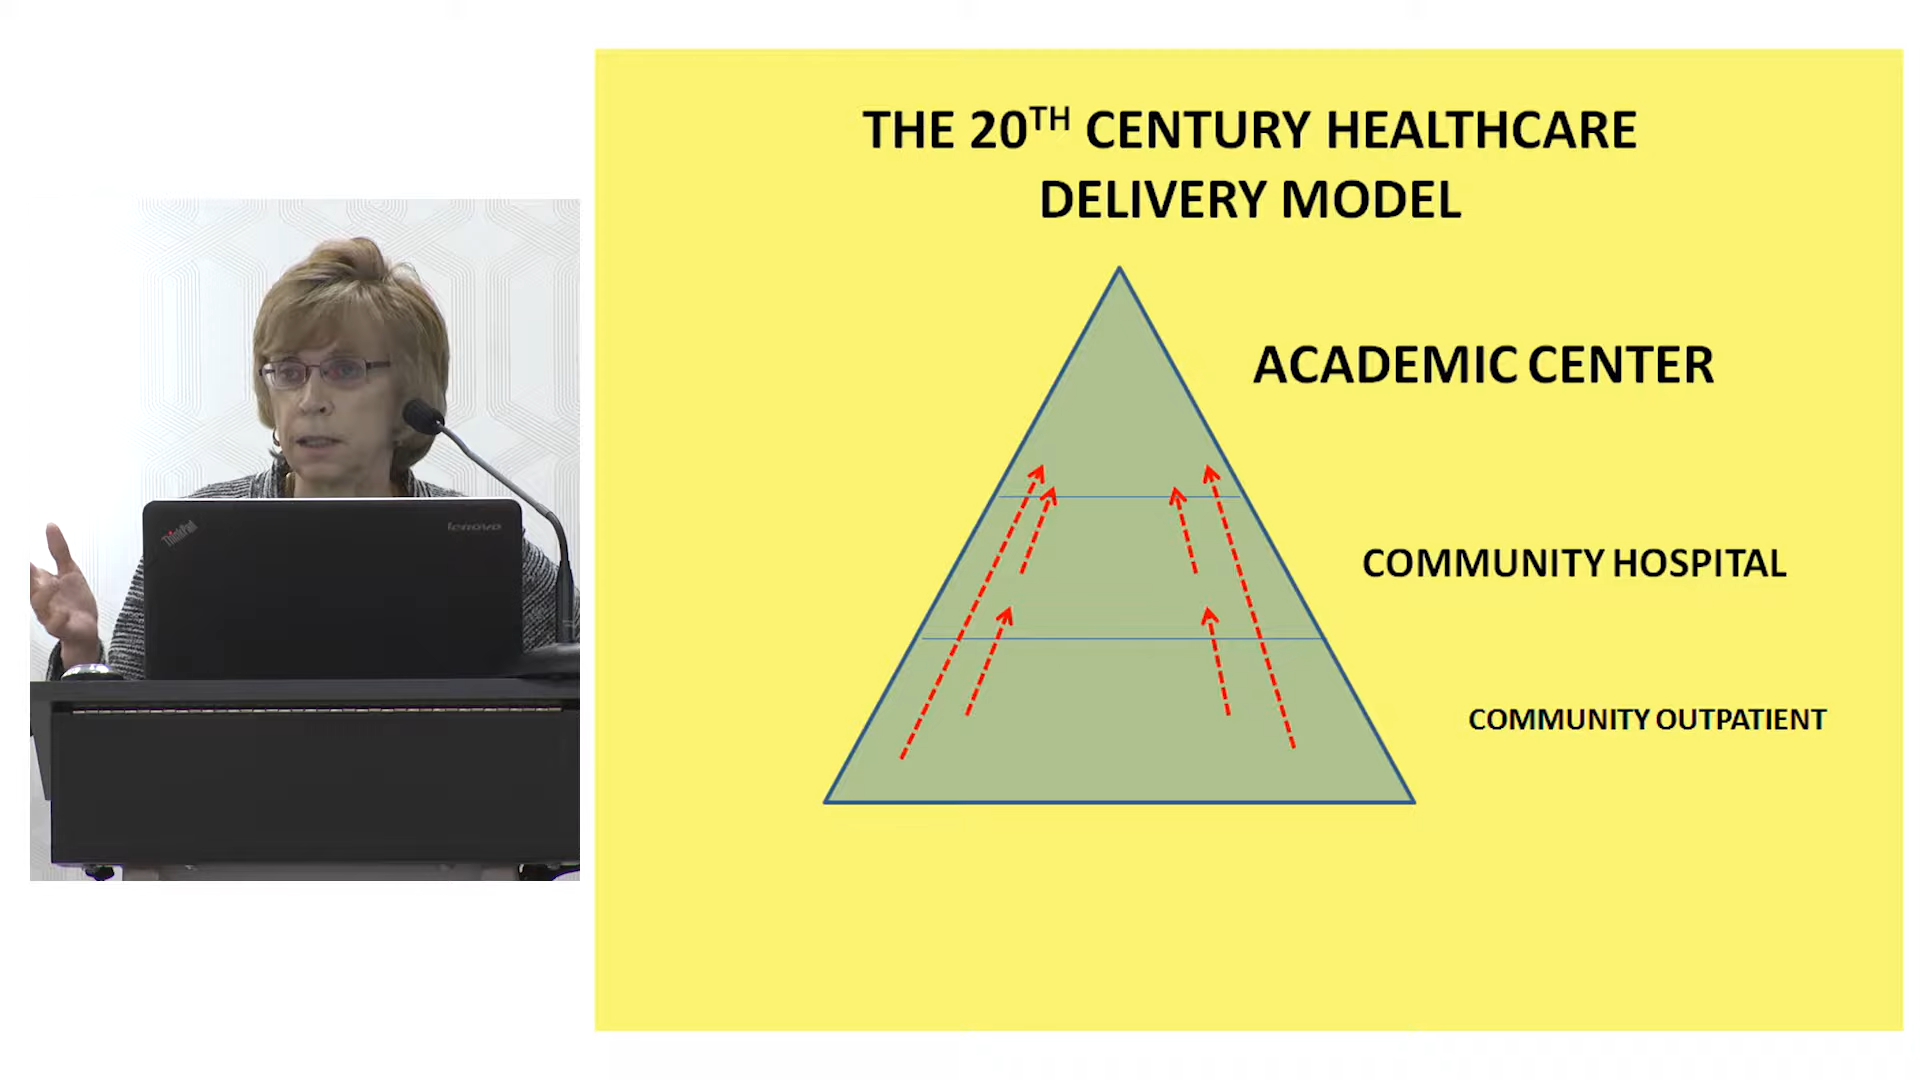 THE 20TH CENTURY HEALTHCARE
DELIVERY MODEL
ACADEMIC CENTER
COMMUNITY HOSPITAL
COMMUNITY OUTPATIENT
ThinkPad
lenovo